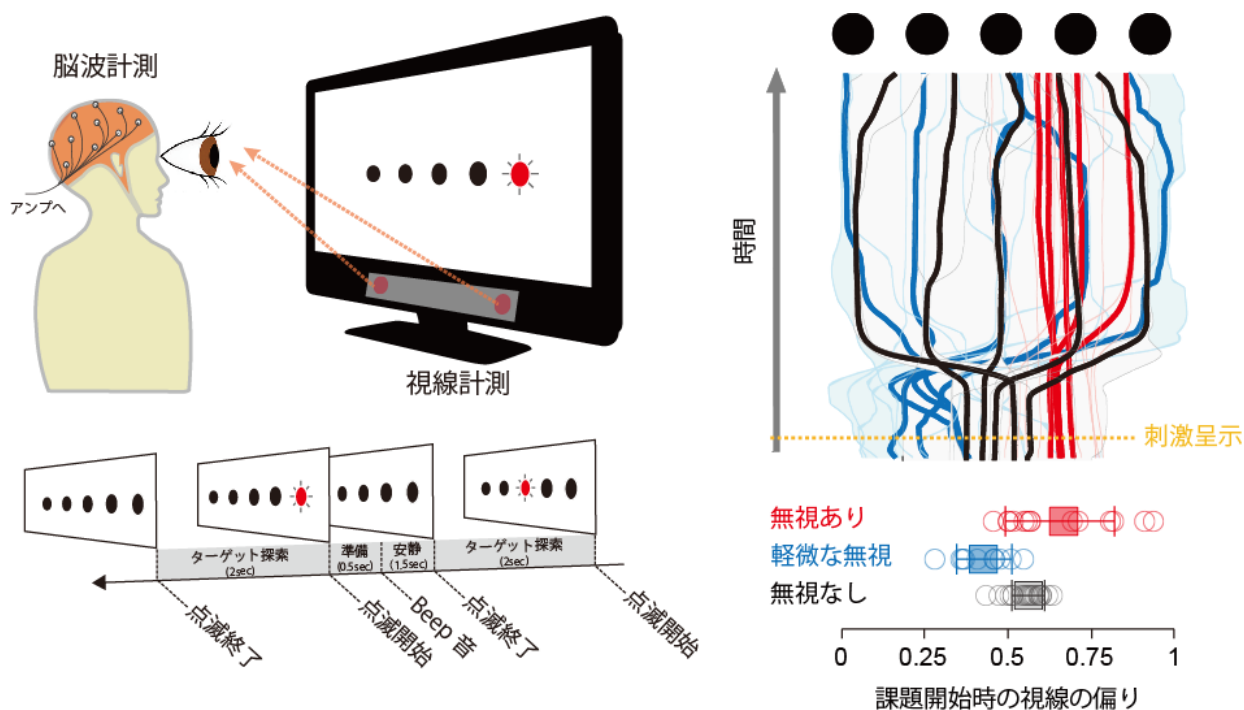 脳波計測
アンプへ
視線計測
ターゲット探索
(2sec)
準備
(0.5sec)
安静
(1.5sec)
ターゲット探索
(2sec)
点滅終了
点滅開始
Beep 音
点滅終了
点滅開始
時間
刺激呈示
無視あり
軽微な無視
無視なし
0 0.25 0.5 0.75 1
課題開始時の視線の偏り